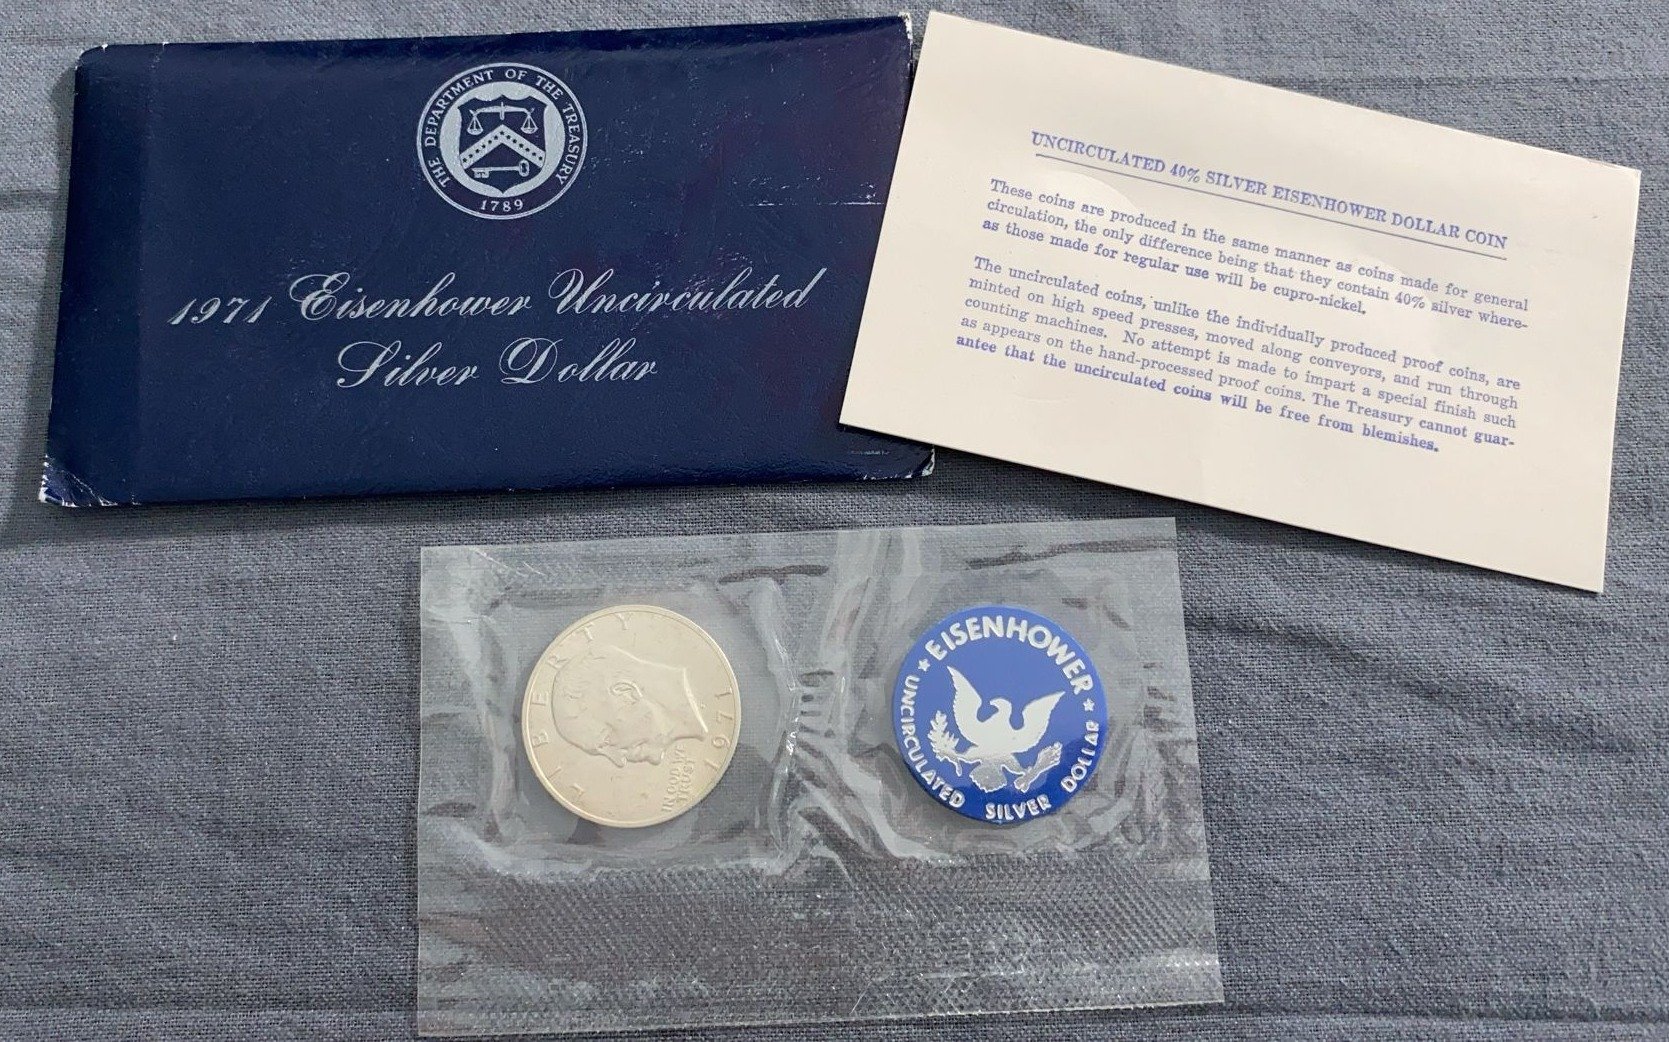 THE DEPARTMENT OF THE TREASURY
1789
1971 Eisenhower Uncirculated
Silver Dollar
UNCIRCULATED 40% SILVER EISENHOWER DOLLAR COIN
These coins are produced in the same manner as coins made for general
circulation, the only difference being that they contain 40% silver where-
as those made for regular use will be cupro-nickel.
The uncirculated coins, unlike the individually produced proof coins, are
minted on high speed presses, moved along conveyors, and run through
counting machines. No attempt is made to impart a special finish such
as appears on the hand-processed proof coins. The Treasury cannot guar-
antee that the uncirculated coins will be free from blemishes.
LIBERTY
IN GOD WE
TRUST
1971
EISENHOWER
UNCIRCULATED SILVER DOLLAR